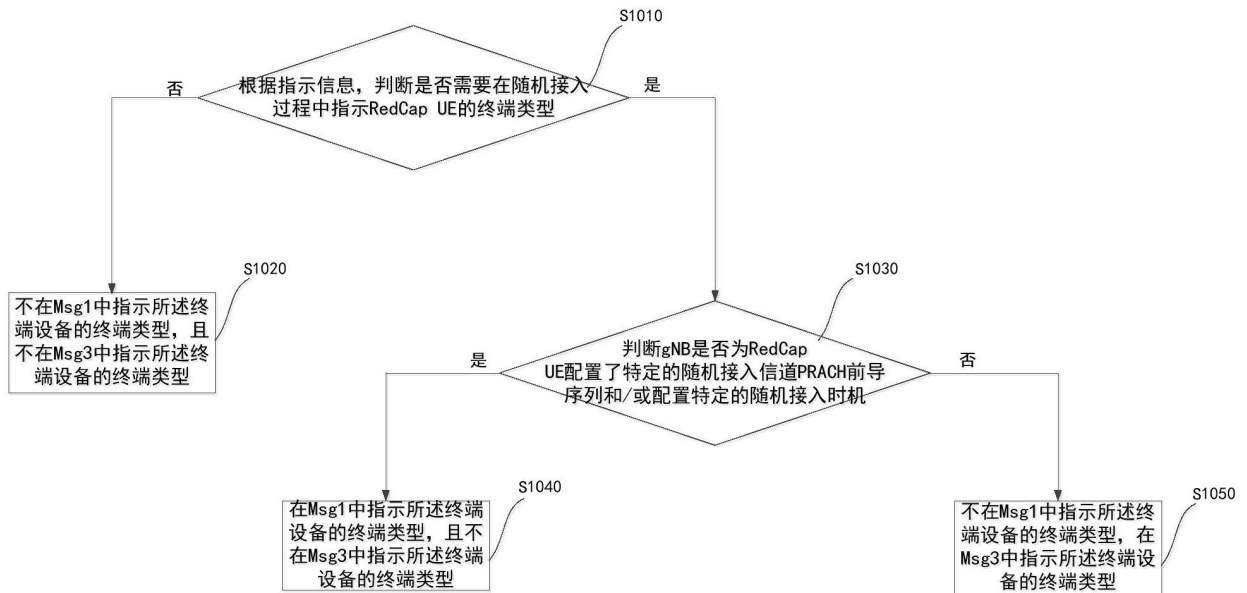 S1010
根据指示信息，判断是否需要在随机接入
过程中指示RedCap UE的终端类型
否
是
S1020
不在Msg1中指示所述终
端设备的终端类型，且
不在Msg3中指示所述终
端设备的终端类型
S1030
判断gNB是否为RedCap
UE配置了特定的随机接入信道PRACH前导
序列和/或配置特定的随机接入时机
是
否
S1040
在Msg1中指示所述终端
设备的终端类型，且不
在Msg3中指示所述终端
设备的终端类型
S1050
不在Msg1中指示所述终
端设备的终端类型，在
Msg3中指示所述终端设
备的终端类型